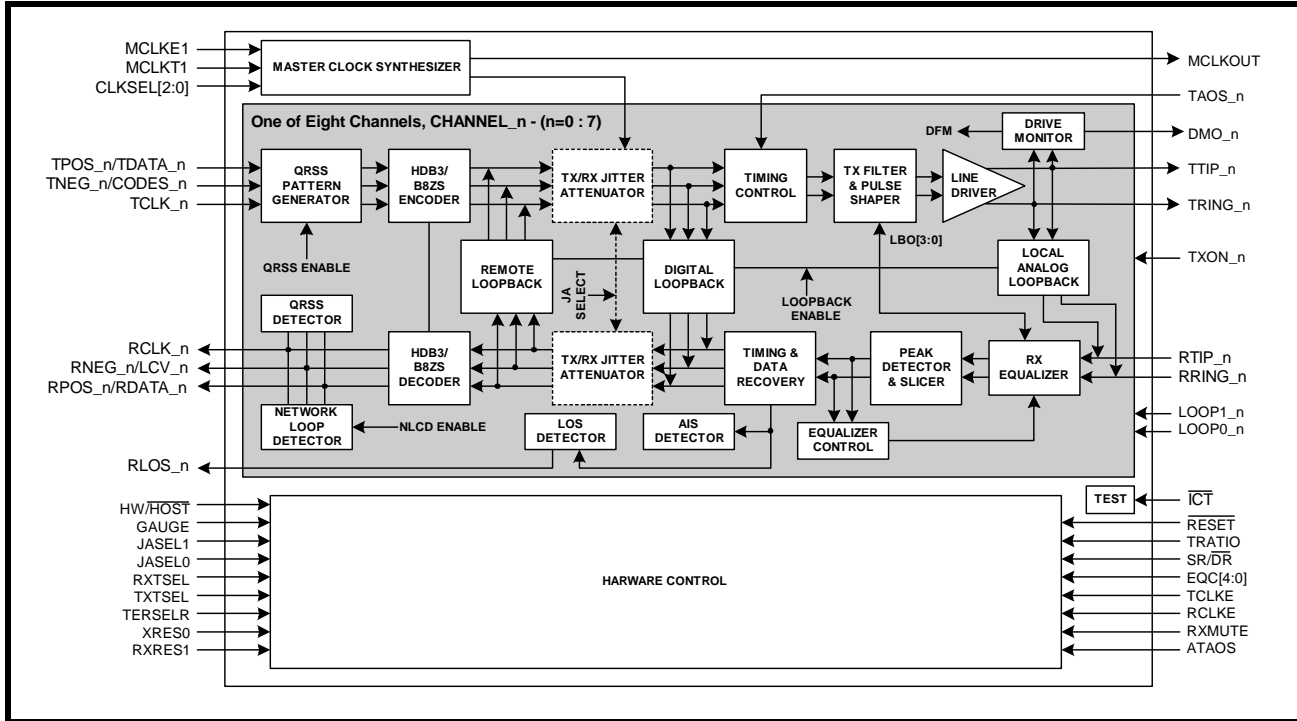 MCLKE1
MCLKT1
CLKSEL[2:0]
MASTER CLOCK SYNTHESIZER
MCLKOUT
TAOS_n
One of Eight Channels, CHANNEL_n - (n=0 : 7)
DFM
DRIVE
MONITOR
DMO_n
TPOS_n/TDATA_n
TNEG_n/CODES_n
TCLK_n
QRSS
PATTERN
GENERATOR
HDB3/
B8ZS
ENCODER
TX/RX JITTER
ATTENUATOR
TIMING
CONTROL
TX FILTER
& PULSE
SHAPER
LINE
DRIVER
TTIP_n
TRING_n
QRSS ENABLE
REMOTE
LOOPBACK
JA
SELECT
DIGITAL
LOOPBACK
LOOPBACK
ENABLE
LBO[3:0]
LOCAL
ANALOG
LOOPBACK
TXON_n
QRSS
DETECTOR
RCLK_n
RNEG_n/LCV_n
RPOS_n/RDATA_n
HDB3/
B8ZS
DECODER
TX/RX JITTER
ATTENUATOR
TIMING &
DATA
RECOVERY
PEAK
DETECTOR
& SLICER
RX
EQUALIZER
RTIP_n
RRING_n
NETWORK
LOOP
DETECTOR
NLCD ENABLE
LOS
DETECTOR
AIS
DETECTOR
EQUALIZER
CONTROL
LOOP1_n
LOOP0_n
RLOS_n
TEST
ICT
HW/HOST
GAUGE
JASEL1
JASEL0
RXTSEL
TXTSEL
TERSELR
XRES0
RXRES1
HARWARE CONTROL
RESET
TRATIO
SR/DR
EQC[4:0]
TCLKE
RCLKE
RXMUTE
ATAOS